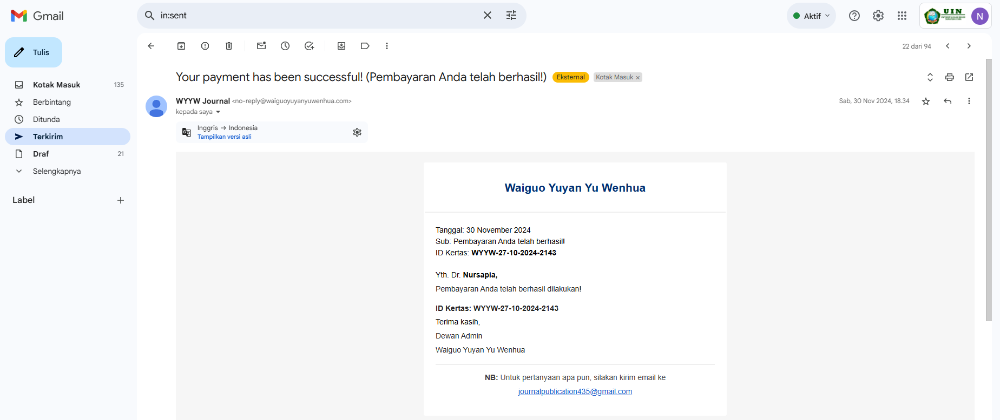 Gmail
in:sent
Aktif
UIN
N
Tulis
22 dari 94
Your payment has been successful! (Pembayaran Anda telah berhasil!) Eksternal Kotak Masuk ×
Kotak Masuk 135
Berbintang
Ditunda
Terkirim
Draf 21
Selengkapnya
Label
WYYW Journal <no-reply@waiguoyuyanyuwenhua.com>
Sab, 30 Nov 2024, 18.34
kepada saya
Inggris → Indonesia
Tampilkan versi asli
Waiguo Yuyan Yu Wenhua
Tanggal: 30 November 2024
Sub: Pembayaran Anda telah berhasil!
ID Kertas: WYYW-27-10-2024-2143
Yth. Dr. Nursapia,
Pembayaran Anda telah berhasil dilakukan!
ID Kertas: WYYW-27-10-2024-2143
Terima kasih,
Dewan Admin
Waiguo Yuyan Yu Wenhua
NB: Untuk pertanyaan apa pun, silakan kirim email ke
journalpublication435@gmail.com